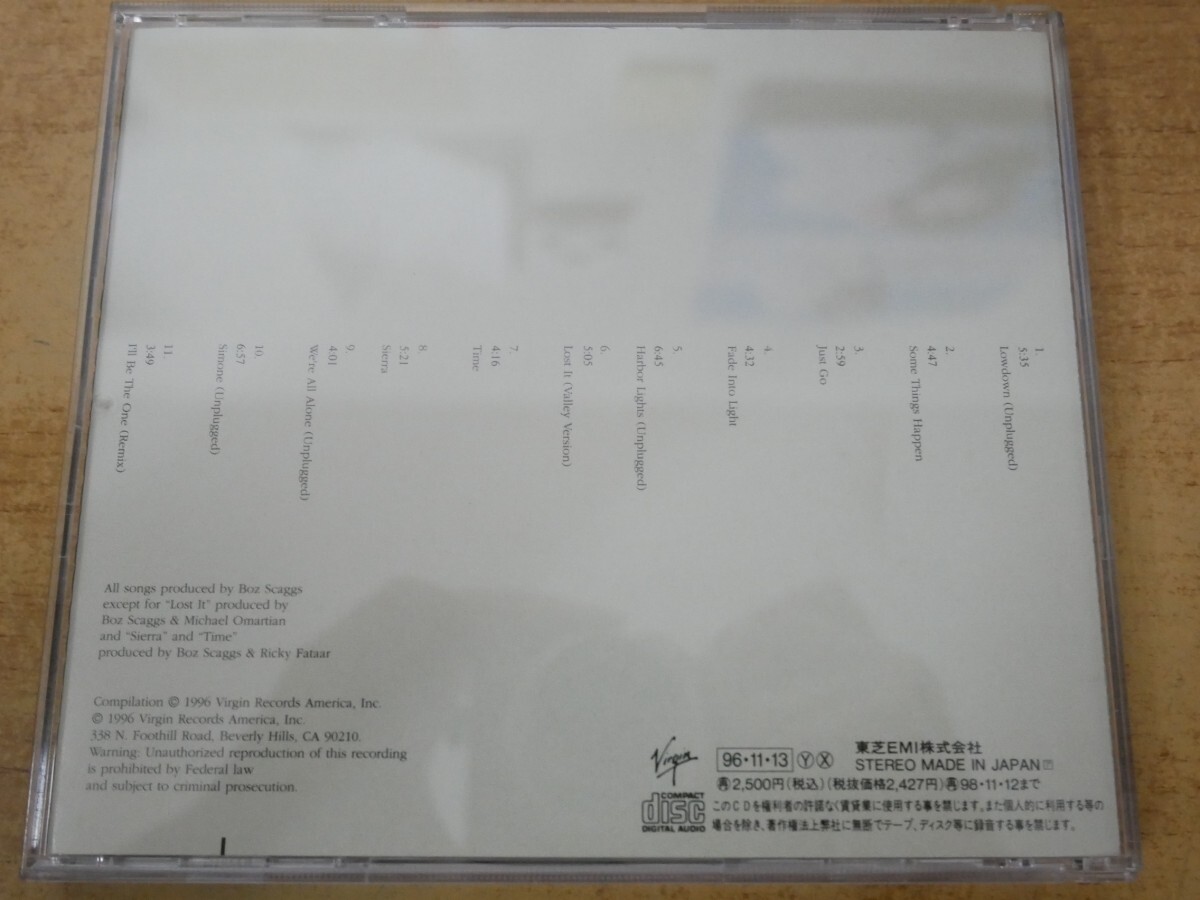 1.
5:35
Lowdown (Unplugged)
2.
4:47
Some Things Happen
3.
2:59
Just Go
4.
4:32
Fade Into Light
5.
6:45
Harbor Lights (Unplugged)
6.
5:05
Lost It (Valley Version)
7.
4:16
Time
8.
5:21
Sierra
9.
4:01
We're All Alone (Unplugged)
10.
6:57
Simone (Unplugged)
11.
3:49
I'll Be The One (Remix)
All songs produced by Boz Scaggs
except for "Lost It" produced by
Boz Scaggs & Michael Omartian
and "Sierra" and "Time"
produced by Boz Scaggs & Ricky Fataar
Compilation ℗ 1996 Virgin Records America, Inc.
© 1996 Virgin Records America, Inc.
338 N. Foothill Road, Beverly Hills, CA 90210.
Warning: Unauthorized reproduction of this recording
is prohibited by Federal law
and subject to criminal prosecution.
Virgin
96・11・13 Ⓨ Ⓧ
東芝EMI株式会社
STEREO MADE IN JAPAN
2,500円(税込)(税抜価格2,427円) 98・11・12まで
COMPACT
disc
DIGITAL AUDIO
このCDを権利者の許諾なく賃貸業に使用する事を禁じます。また個人的に利用する等の
場合を除き、著作権法上弊社に無断でテープ、ディスク等に録音する事を禁じます。